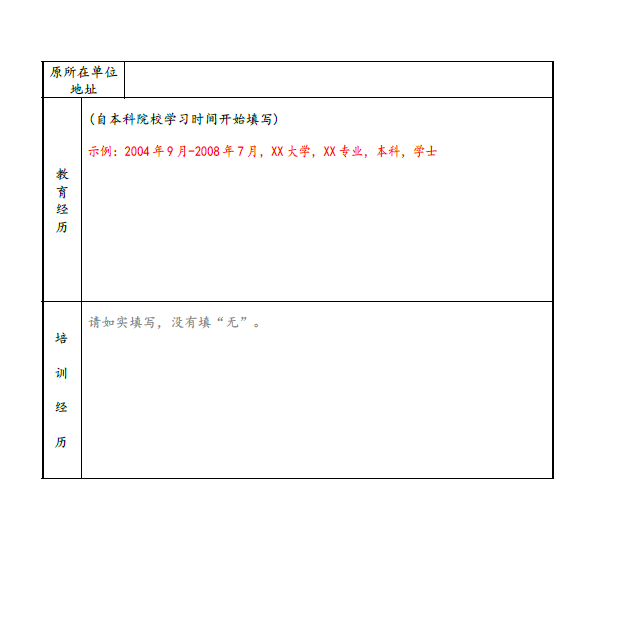 原所在单位
地址
(自本科院校学习时间开始填写)
示例：2004年9月-2008年7月，XX大学，XX专业，本科，学士
教
育
经
历
请如实填写，没有填“无”。
培
训
经
历